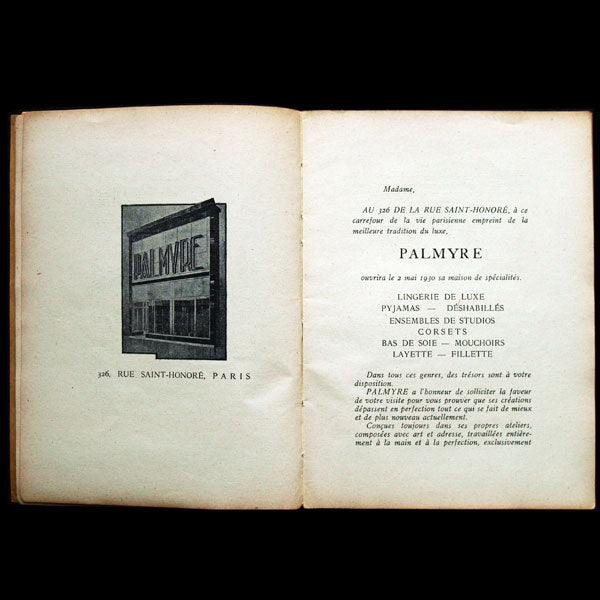 PALMYRE
326, RUE SAINT-HONORÉ, PARIS
Madame,
AU 326 DE LA RUE SAINT-HONORÉ, à ce
carrefour de la vie parisienne empreint de la
meilleure tradition du luxe,
PALMYRE
ouvrira le 2 mai 1930 sa maison de spécialités.
LINGERIE DE LUXE
PYJAMAS — DÉSHABILLÉS
ENSEMBLES DE STUDIOS
CORSETS
BAS DE SOIE — MOUCHOIRS
LAYETTE — FILLETTE
Dans tous ces genres, des trésors sont à votre
disposition.
PALMYRE a l'honneur de solliciter la faveur
de votre visite pour vous prouver que ses créations
dépassent en perfection tout ce qui se fait de mieux
et de plus nouveau actuellement.
Conçues toujours dans ses propres ateliers,
composées avec art et adresse, travaillées entière-
ment à la main et à la perfection, exclusivement